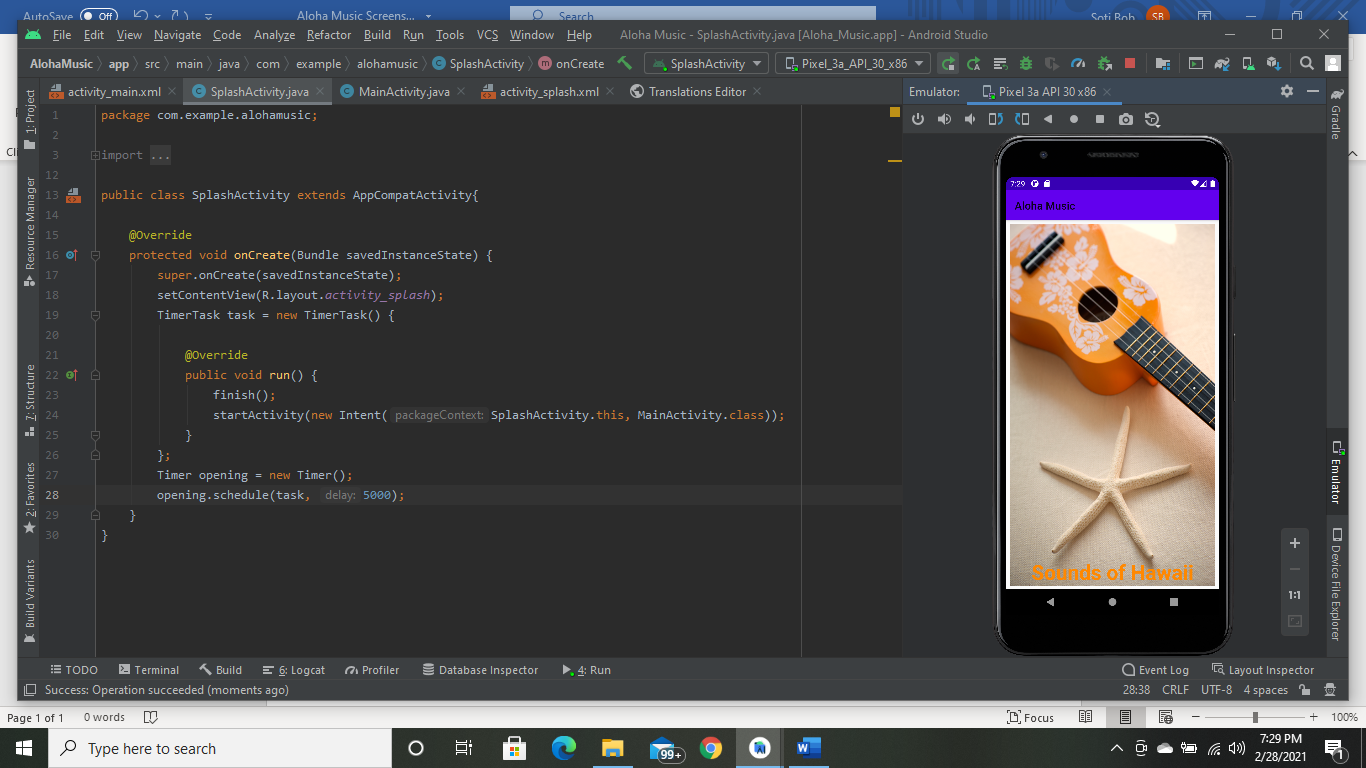 AutoSave Off Aloha Music Screens... Search Soti Rob SB
File Edit View Navigate Code Analyze Refactor Build Run Tools VCS Window Help Aloha Music - SplashActivity.java [Aloha_Music.app] - Android Studio
AlohaMusic app src main java com example alohamusic SplashActivity onCreate SplashActivity Pixel_3a_API_30_x86
activity_main.xml SplashActivity.java MainActivity.java activity_splash.xml Translations Editor Emulator: Pixel 3a API 30 x86
1: Project
Resource Manager
7: Structure
2: Favorites
Build Variants
1 package com.example.alohamusic;
2
3 import ...
12
13 public class SplashActivity extends AppCompatActivity{
14
15 @Override
16 protected void onCreate(Bundle savedInstanceState) {
17 super.onCreate(savedInstanceState);
18 setContentView(R.layout.activity_splash);
19 TimerTask task = new TimerTask() {
20
21 @Override
22 public void run() {
23 finish();
24 startActivity(new Intent( packageContext: SplashActivity.this, MainActivity.class));
25 }
26 };
27 Timer opening = new Timer();
28 opening.schedule(task, delay: 5000);
29 }
30 }
7:29
Aloha Music
Sounds of Hawaii
1:1
Gradle
Emulator
Device File Explorer
TODO Terminal Build 6: Logcat Profiler Database Inspector 4: Run Event Log Layout Inspector
Success: Operation succeeded (moments ago) 28:38 CRLF UTF-8 4 spaces
Page 1 of 1 0 words Focus 100%
Type here to search 99+ 7:29 PM
2/28/2021 1